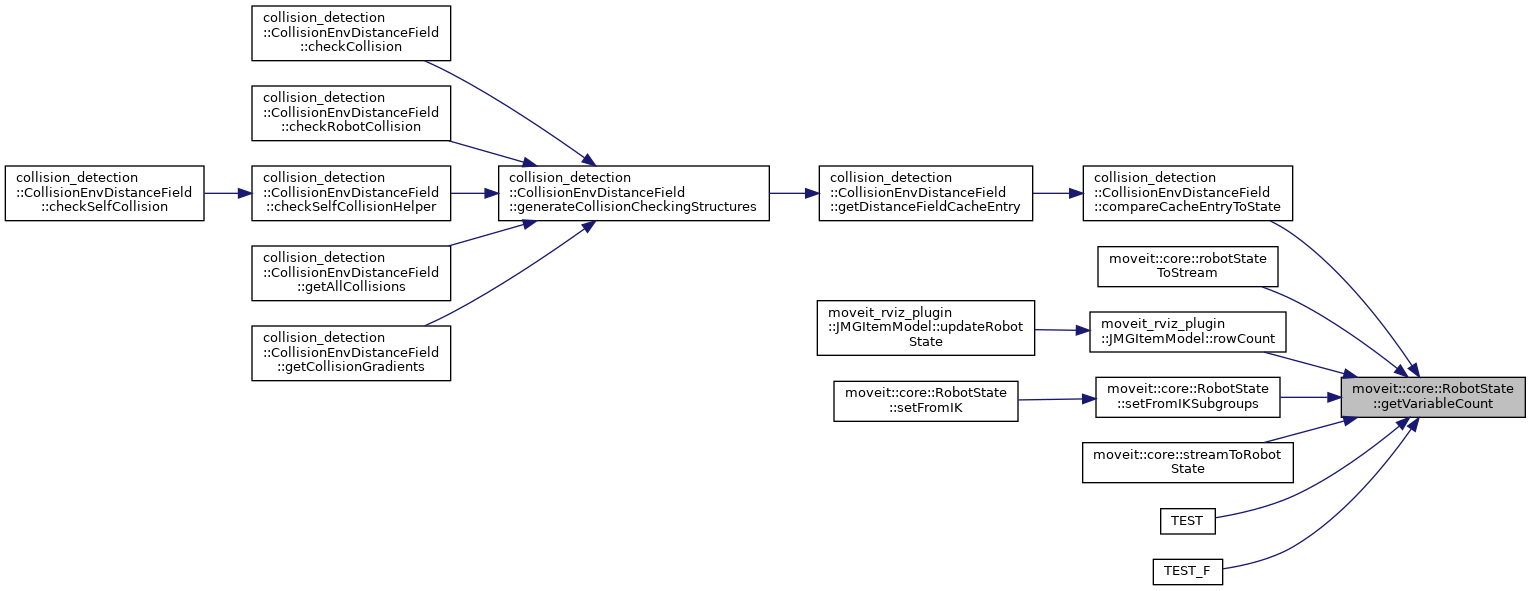 collision_detection
::CollisionEnvDistanceField
::checkCollision
collision_detection
::CollisionEnvDistanceField
::checkRobotCollision
collision_detection
::CollisionEnvDistanceField
::checkSelfCollision
collision_detection
::CollisionEnvDistanceField
::checkSelfCollisionHelper
collision_detection
::CollisionEnvDistanceField
::generateCollisionCheckingStructures
collision_detection
::CollisionEnvDistanceField
::getDistanceFieldCacheEntry
collision_detection
::CollisionEnvDistanceField
::compareCacheEntryToState
collision_detection
::CollisionEnvDistanceField
::getAllCollisions
moveit::core::robotState
ToStream
collision_detection
::CollisionEnvDistanceField
::getCollisionGradients
moveit_rviz_plugin
::JMGItemModel::updateRobot
State
moveit_rviz_plugin
::JMGItemModel::rowCount
moveit::core::RobotState
::setFromIK
moveit::core::RobotState
::setFromIKSubgroups
moveit::core::RobotState
::getVariableCount
moveit::core::streamToRobot
State
TEST
TEST_F